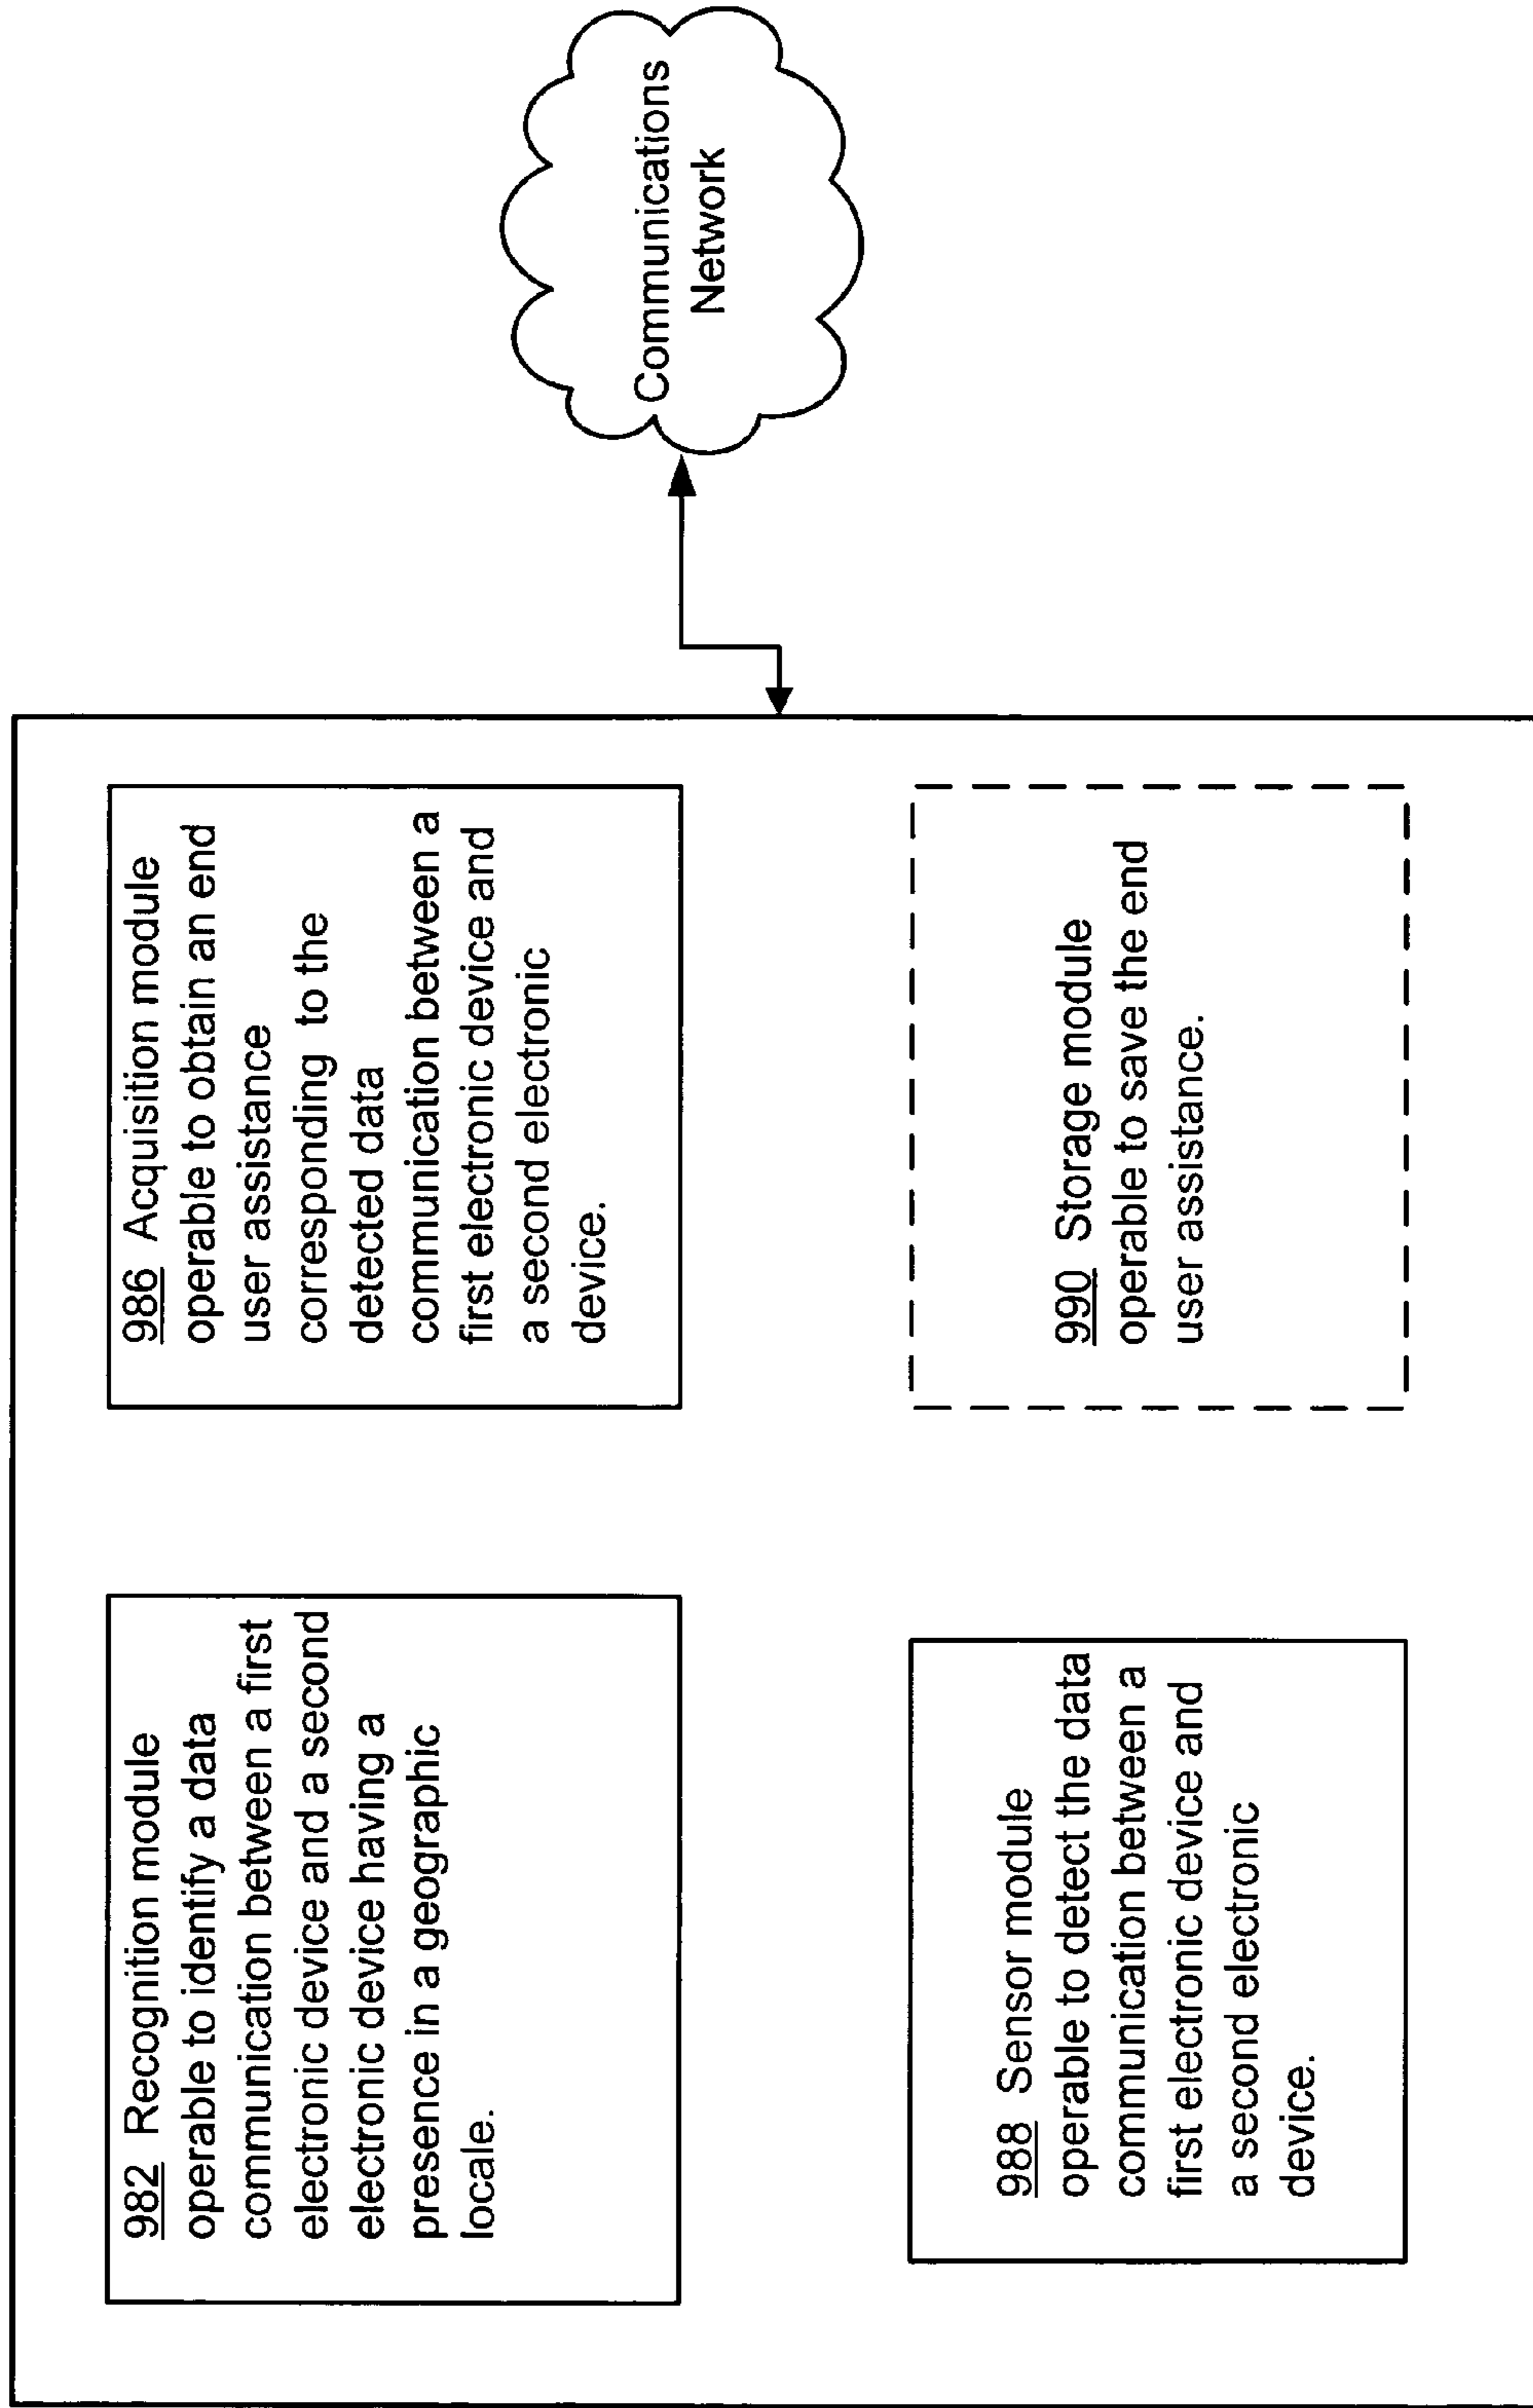 982 Recognition module
operable to identify a data
communication between a first
electronic device and a second
electronic device having a
presence in a geographic
locale.
986 Acquisition module
operable to obtain an end
user assistance
corresponding to the
detected data
communication between a
first electronic device and
a second electronic
device.
988 Sensor module
operable to detect the data
communication between a
first electronic device and
a second electronic
device.
990 Storage module
operable to save the end
user assistance.
Communications
Network